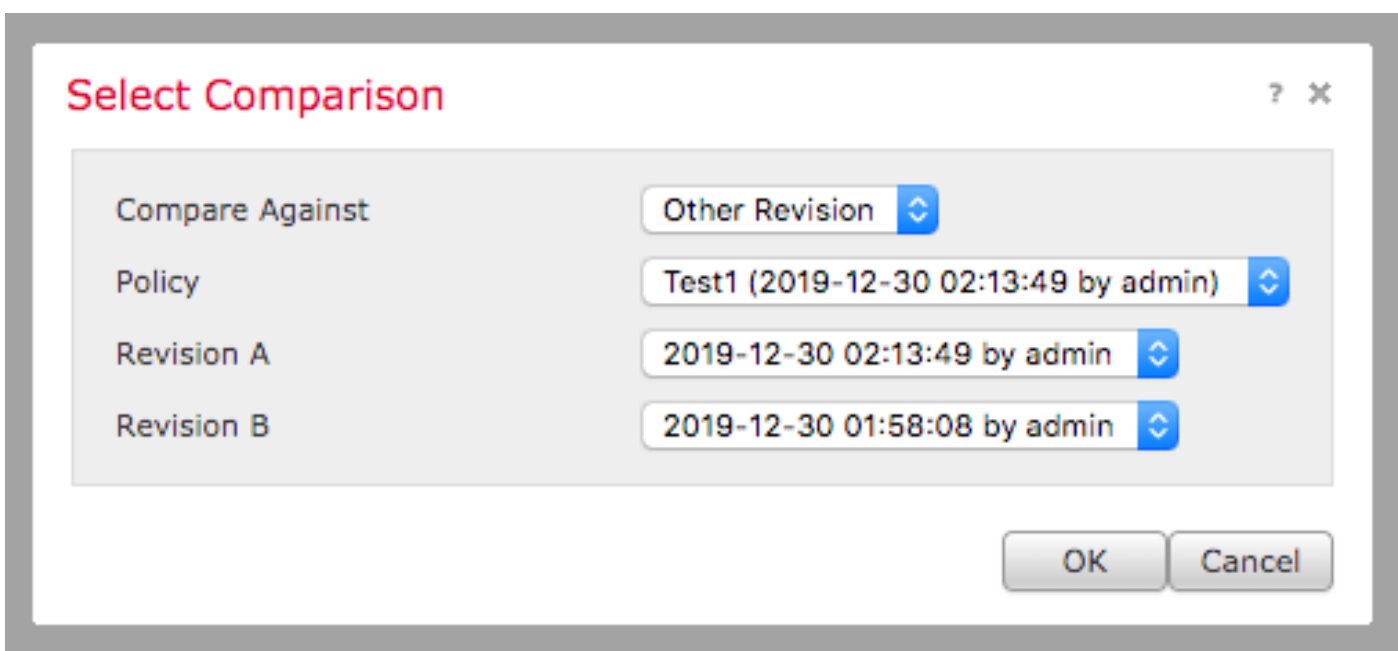 Select Comparison ?
Compare Against Other Revision
Policy Test1 (2019-12-30 02:13:49 by admin)
Revision A 2019-12-30 02:13:49 by admin
Revision B 2019-12-30 01:58:08 by admin
OK Cancel